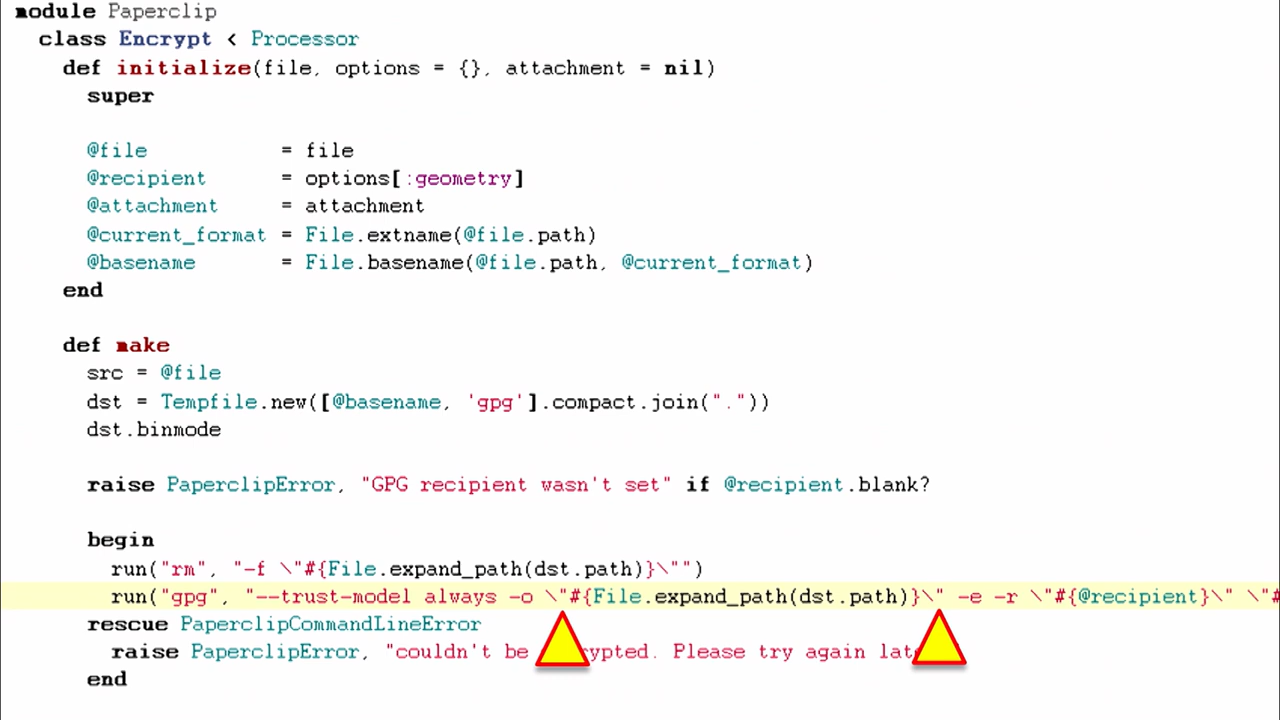 module Paperclip
class Encrypt < Processor
def initialize(file, options = {}, attachment = nil)
super
@file = file
@recipient = options[:geometry]
@attachment = attachment
@current_format = File.extname(@file.path)
@basename = File.basename(@file.path, @current_format)
end
def make
src = @file
dst = Tempfile.new([@basename, 'gpg'].compact.join("."))
dst.binmode
raise PaperclipError, "GPG recipient wasn't set" if @recipient.blank?
begin
run("rm", "-f \"#{File.expand_path(dst.path)}\"")
run("gpg", "--trust-model always -o \"#{File.expand_path(dst.path)}\" -e -r \"#{@recipient}\" \"#
rescue PaperclipCommandLineError
raise PaperclipError, "couldn't be Please try again
end